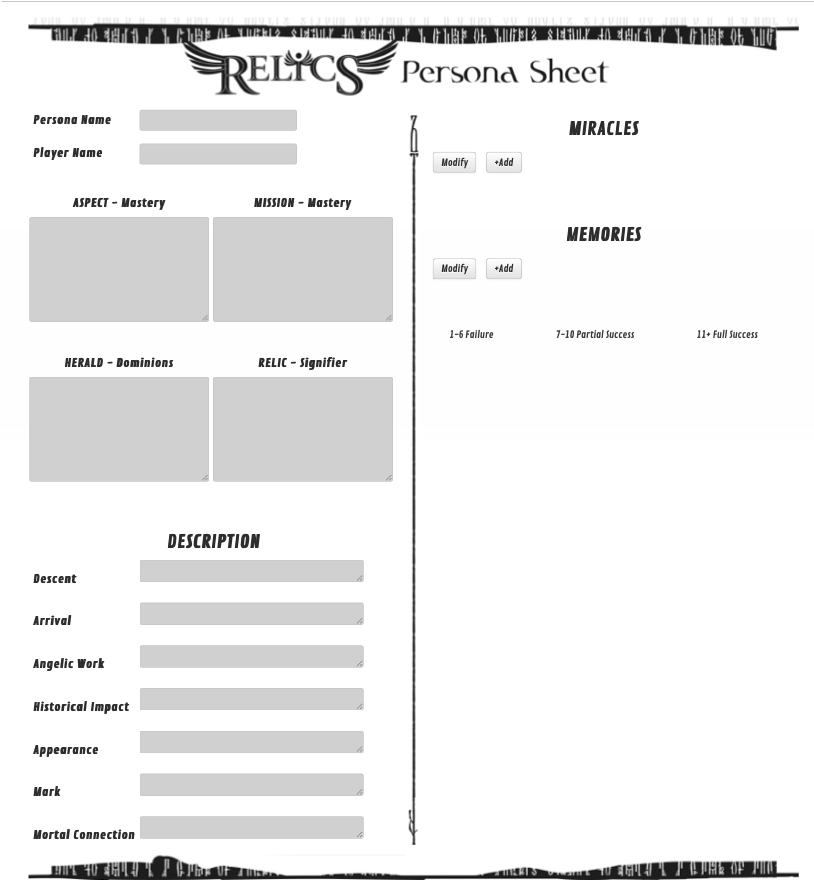 RELICS Persona Sheet
Persona Name
Player Name
ASPECT - Mastery
MISSION - Mastery
HERALD - Dominions
RELIC - Signifier
DESCRIPTION
Descent
Arrival
Angelic Work
Historical Impact
Appearance
Mark
Mortal Connection
MIRACLES
Modify +Add
MEMORIES
Modify +Add
1-6 Failure 7-10 Partial Success 11+ Full Success